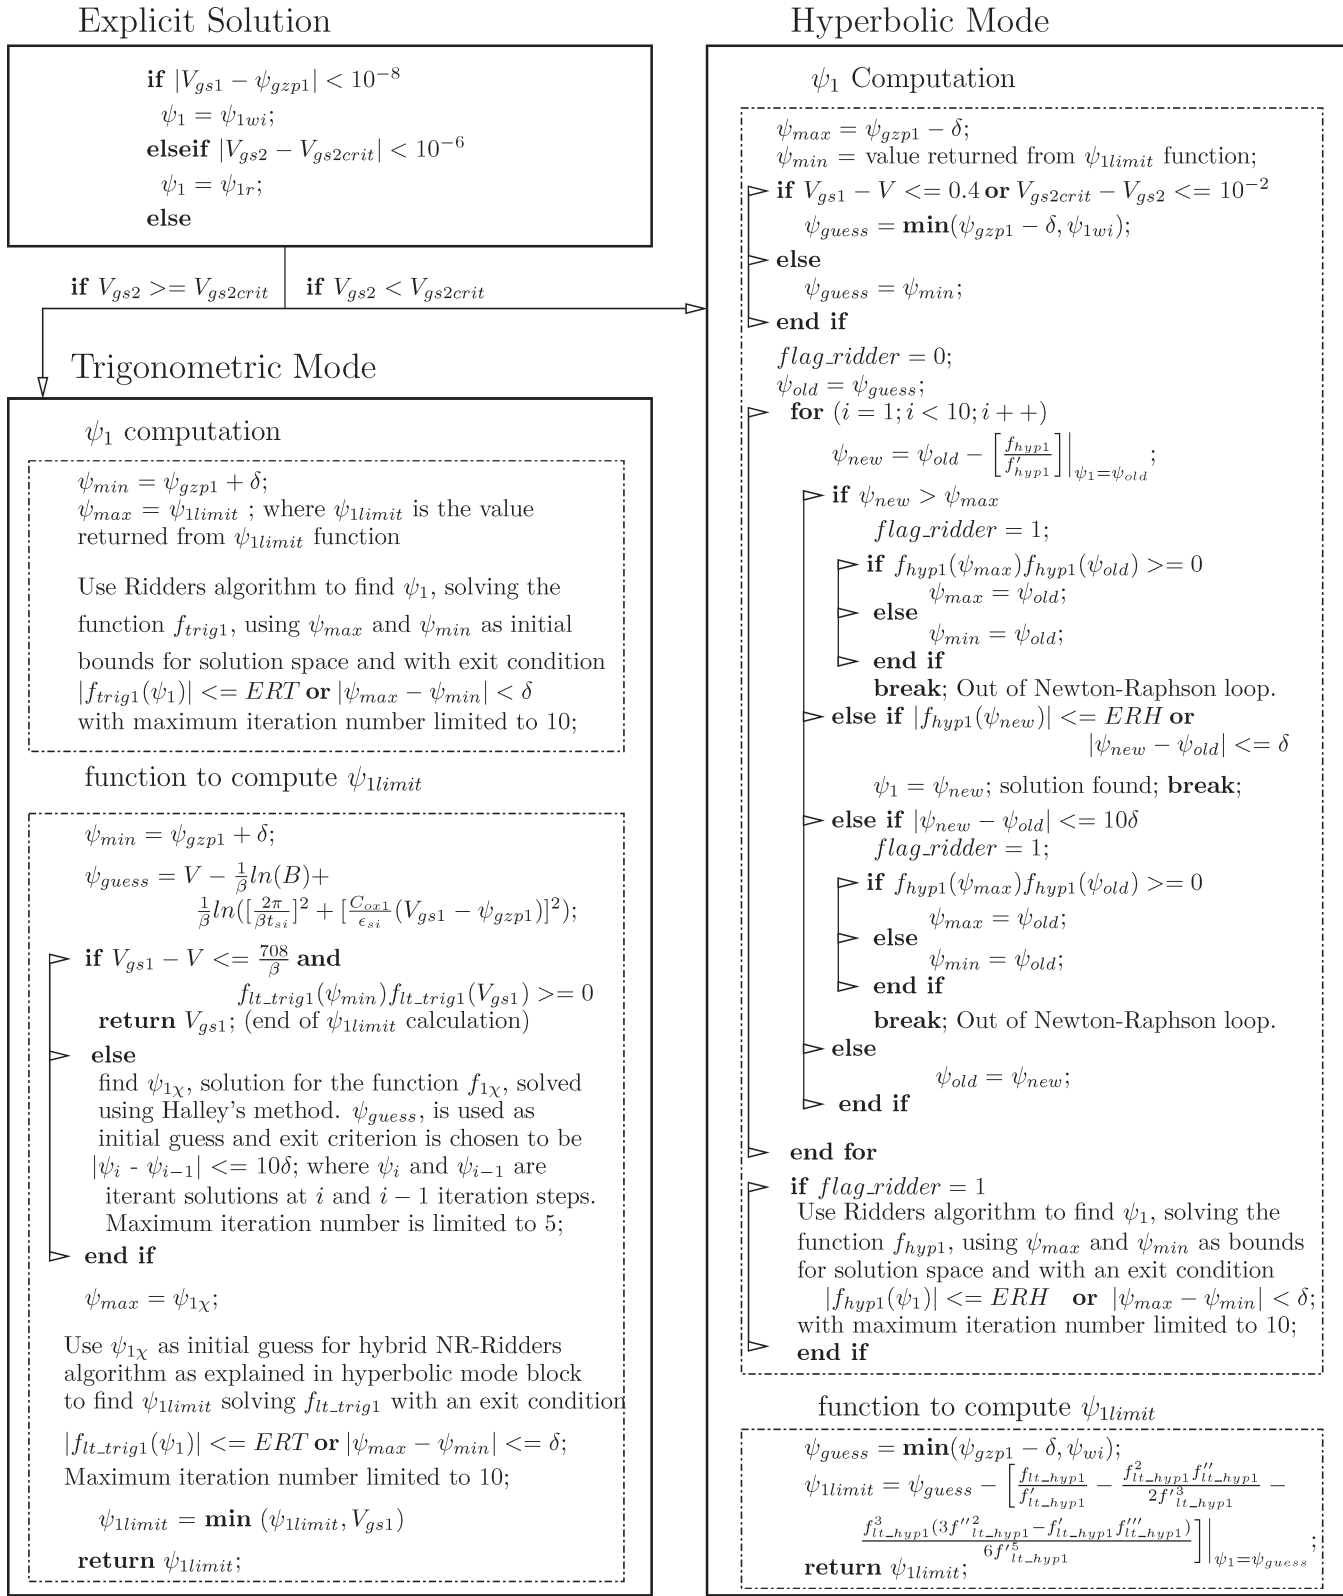 Explicit Solution
if |V_{gs1} − ψ_{gzp1}| < 10^{−8}
ψ_1 = ψ_{1wi};
elseif |V_{gs2} − V_{gs2crit}| < 10^{−6}
ψ_1 = ψ_{1r};
else
if V_{gs2} >= V_{gs2crit}
if V_{gs2} < V_{gs2crit}
Trigonometric Mode
ψ_1 computation
ψ_{min} = ψ_{gzp1} + δ;
ψ_{max} = ψ_{1limit} ; where ψ_{1limit} is the value
returned from ψ_{1limit} function
Use Ridders algorithm to find ψ_1, solving the
function f_{trig1}, using ψ_{max} and ψ_{min} as initial
bounds for solution space and with exit condition
|f_{trig1}(ψ_1)| <= ERT or |ψ_{max} − ψ_{min}| < δ
with maximum iteration number limited to 10;
function to compute ψ_{1limit}
ψ_{min} = ψ_{gzp1} + δ;
ψ_{guess} = V − \frac{1}{β}ln(B)+
\frac{1}{β}ln([\frac{2π}{βt_{si}}]^2 + [\frac{C_{ox1}}{ϵ_{si}}(V_{gs1} − ψ_{gzp1})]^2);
if V_{gs1} − V <= \frac{708}{β} and
f_{lt_trig1}(ψ_{min})f_{lt_trig1}(V_{gs1}) >= 0
return V_{gs1}; (end of ψ_{1limit} calculation)
else
find ψ_{1χ}, solution for the function f_{1χ}, solved
using Halley's method. ψ_{guess}, is used as
initial guess and exit criterion is chosen to be
|ψ_i - ψ_{i−1}| <= 10δ; where ψ_i and ψ_{i−1} are
iterant solutions at i and i − 1 iteration steps.
Maximum iteration number is limited to 5;
end if
ψ_{max} = ψ_{1χ};
Use ψ_{1χ} as initial guess for hybrid NR-Ridders
algorithm as explained in hyperbolic mode block
to find ψ_{1limit} solving f_{lt_trig1} with an exit condition
|f_{lt_trig1}(ψ_1)| <= ERT or |ψ_{max} − ψ_{min}| <= δ;
Maximum iteration number limited to 10;
ψ_{1limit} = min (ψ_{1limit}, V_{gs1})
return ψ_{1limit};
Hyperbolic Mode
ψ_1 Computation
ψ_{max} = ψ_{gzp1} − δ;
ψ_{min} = value returned from ψ_{1limit} function;
if V_{gs1} − V <= 0.4 or V_{gs2crit} − V_{gs2} <= 10^{−2}
ψ_{guess} = min(ψ_{gzp1} − δ, ψ_{1wi});
else
ψ_{guess} = ψ_{min};
end if
flag_ridder = 0;
ψ_{old} = ψ_{guess};
for (i = 1; i < 10; i + +)
ψ_{new} = ψ_{old} − [\frac{f_{hyp1}}{f'_{hyp1}}]|_{ψ_1=ψ_{old}};
if ψ_{new} > ψ_{max}
flag_ridder = 1;
if f_{hyp1}(ψ_{max})f_{hyp1}(ψ_{old}) >= 0
ψ_{max} = ψ_{old};
else
ψ_{min} = ψ_{old};
end if
break; Out of Newton-Raphson loop.
else if |f_{hyp1}(ψ_{new})| <= ERH or
|ψ_{new} − ψ_{old}| <= δ
ψ_1 = ψ_{new}; solution found; break;
else if |ψ_{new} − ψ_{old}| <= 10δ
flag_ridder = 1;
if f_{hyp1}(ψ_{max})f_{hyp1}(ψ_{old}) >= 0
ψ_{max} = ψ_{old};
else
ψ_{min} = ψ_{old};
end if
break; Out of Newton-Raphson loop.
else
ψ_{old} = ψ_{new};
end if
end for
if flag_ridder = 1
Use Ridders algorithm to find ψ_1, solving the
function f_{hyp1}, using ψ_{max} and ψ_{min} as bounds
for solution space and with an exit condition
|f_{hyp1}(ψ_1)| <= ERH or |ψ_{max} − ψ_{min}| < δ;
with maximum iteration number limited to 10;
end if
function to compute ψ_{1limit}
ψ_{guess} = min(ψ_{gzp1} − δ, ψ_{wi});
ψ_{1limit} = ψ_{guess} − [\frac{f_{lt_hyp1}}{f'_{lt_hyp1}} − \frac{f^2_{lt_hyp1}f''_{lt_hyp1}}{2f'^3_{lt_hyp1}} −
\frac{f^3_{lt_hyp1}(3f''^2_{lt_hyp1}−f'_{lt_hyp1}f'''_{lt_hyp1})}{6f'^5_{lt_hyp1}}]|_{ψ_1=ψ_{guess}};
return ψ_{1limit};